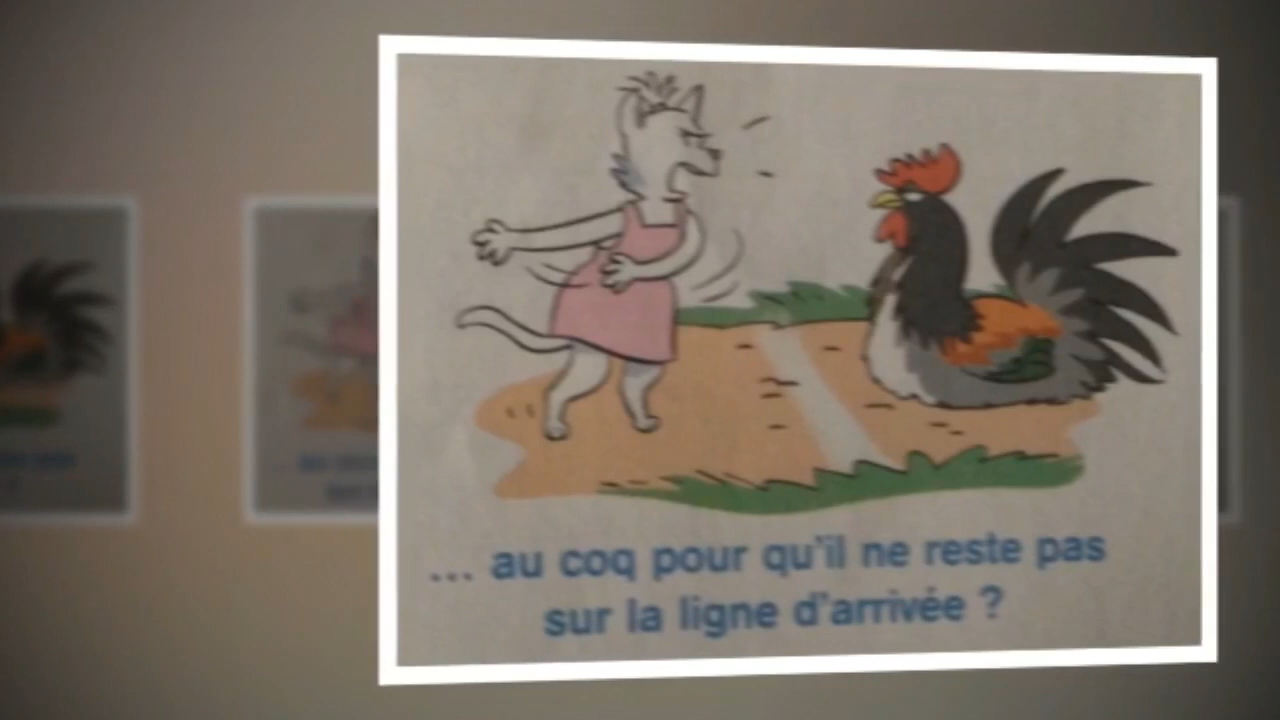 ... au coq pour qu'il ne reste pas
sur la ligne d'arrivée ?